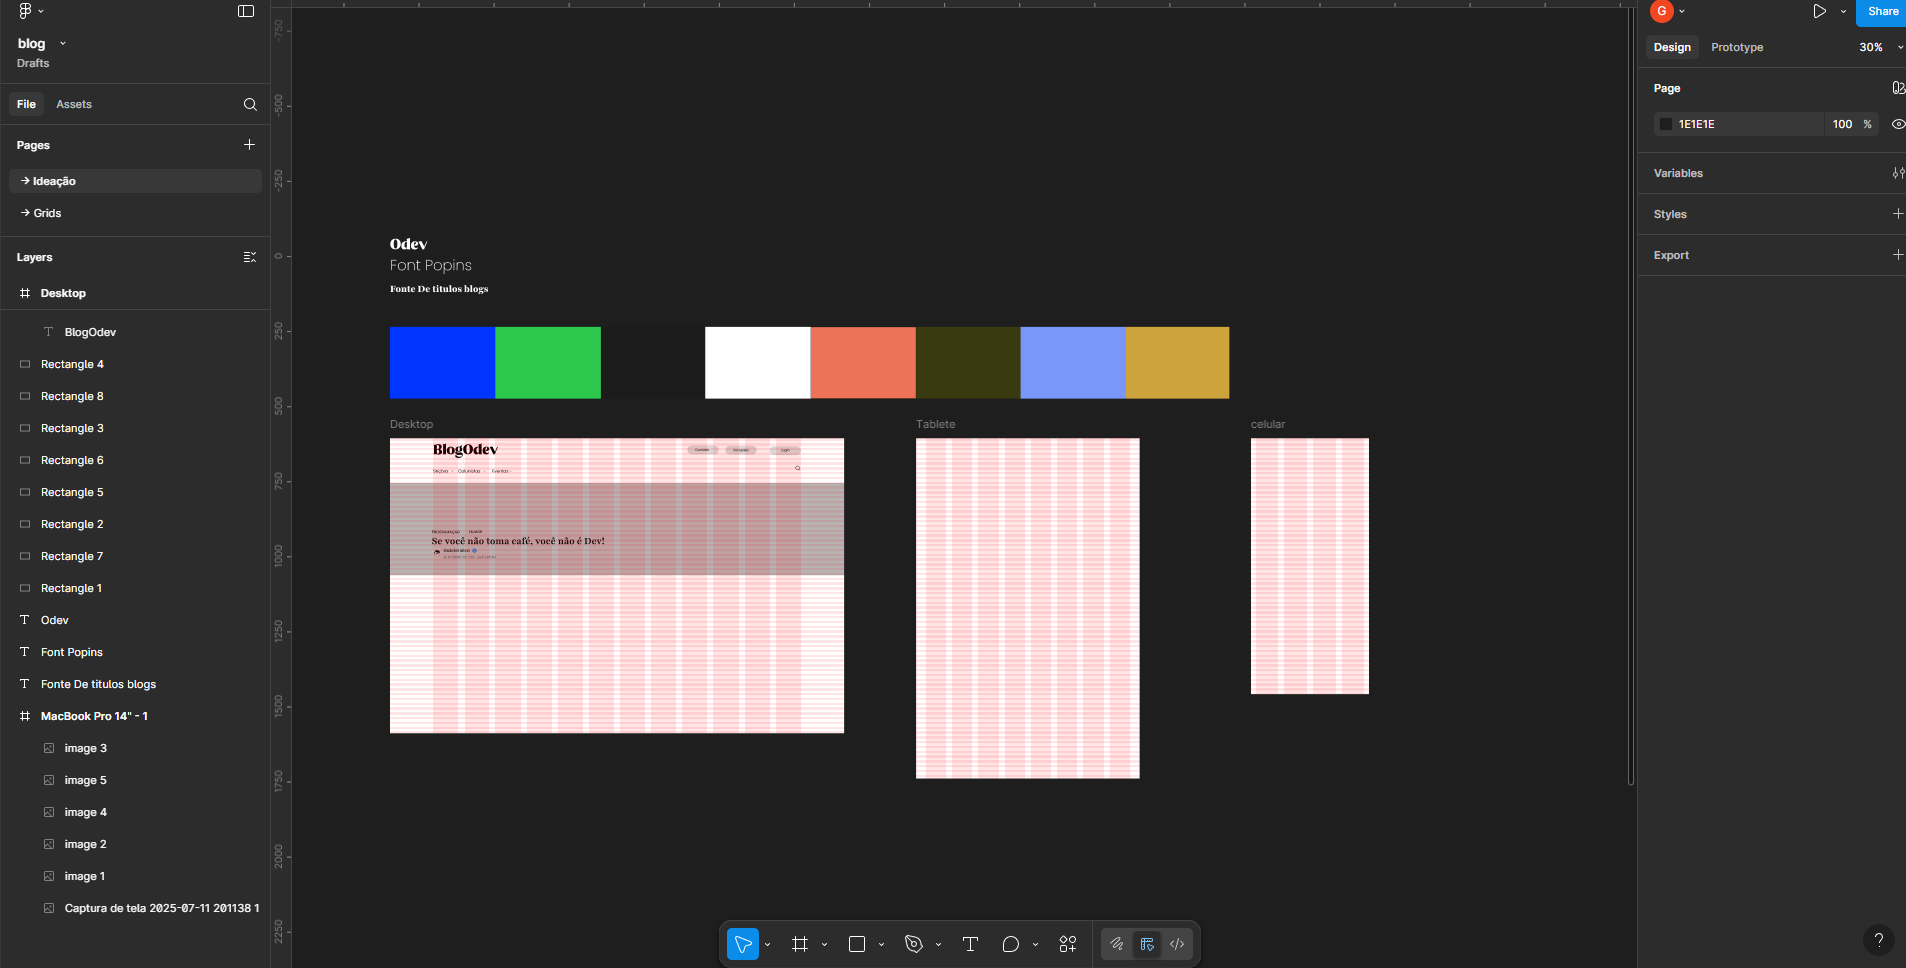 blog
Drafts
File
Assets
Pages
Ideação
Grids
Layers
Desktop
BlogOdev
Rectangle 4
Rectangle 8
Rectangle 3
Rectangle 6
Rectangle 5
Rectangle 2
Rectangle 7
Rectangle 1
Odev
Font Popins
Fonte De titulos blogs
MacBook Pro 14" - 1
image 3
image 5
image 4
image 2
image 1
Captura de tela 2025-07-11 201138 1
-750
-500
-250
0
250
500
750
1000
1250
1500
1750
2000
2250
Odev
Font Popins
Fonte De titulos blogs
Desktop
Tablete
celular
BlogOdev
Login
Seções
Colunistas
Eventos
Se você não toma café, você não é Dev!
G
Share
Design
Prototype
30%
Page
1E1E1E
100 %
Variables
Styles
Export
?